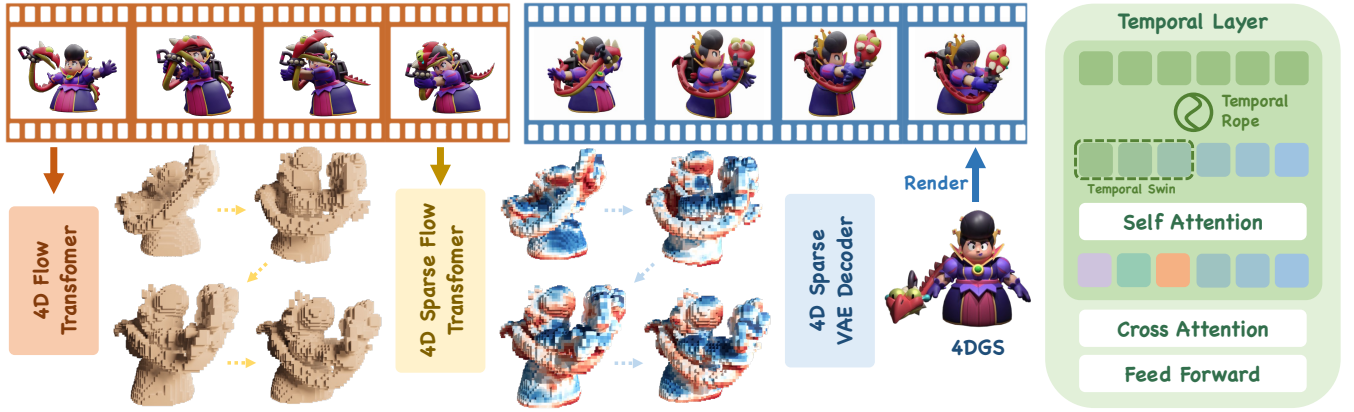 4D Flow
Transfomer
4D Sparse Flow
Transfomer
4D Sparse
VAE Decoder
Render
4DGS
Temporal Layer
Temporal
Rope
Temporal Swin
Self Attention
Cross Attention
Feed Forward